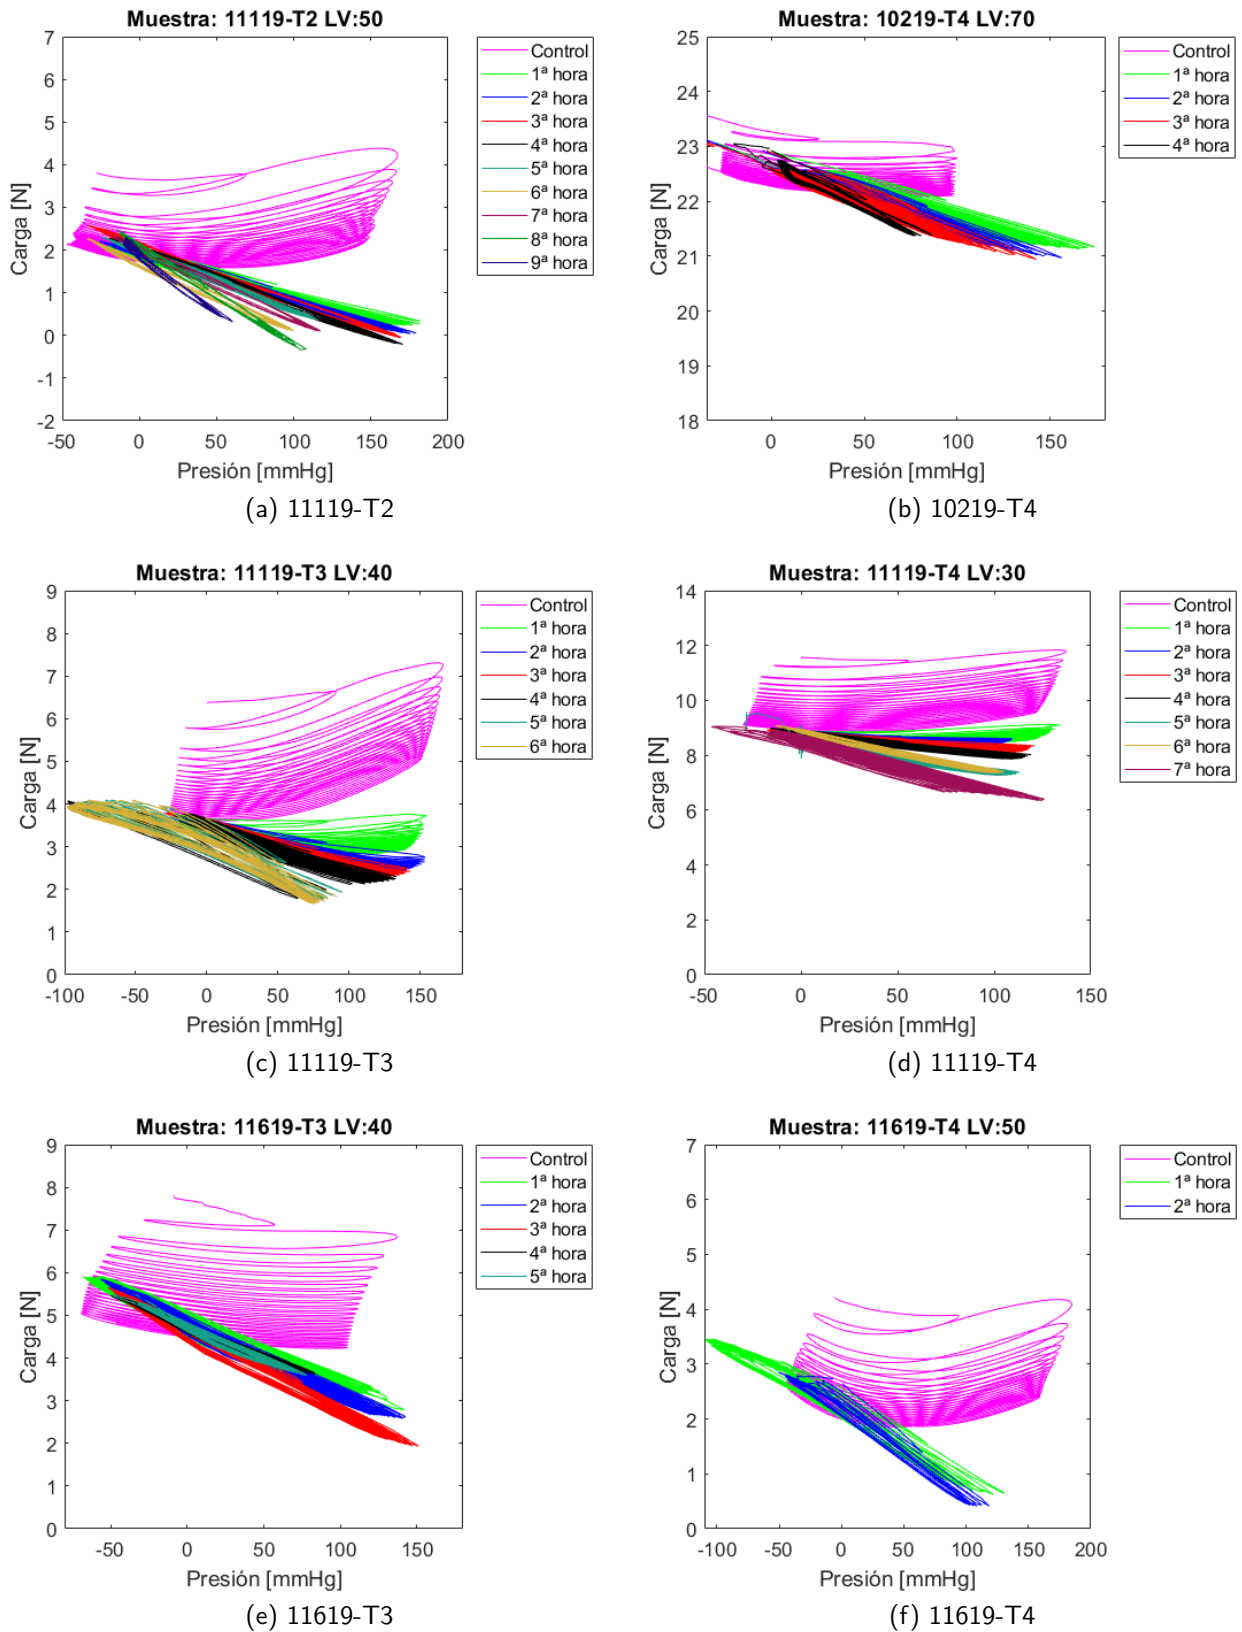 Muestra: 11119-T2 LV:50
7
6
5
4
3
2
1
0
-1
-2
-50
0
50
100
150
200
Carga [N]
Presión [mmHg]
Control
1ª hora
2ª hora
3ª hora
4ª hora
5ª hora
6ª hora
7ª hora
8ª hora
9ª hora
(a) 11119-T2
Muestra: 10219-T4 LV:70
25
24
23
22
21
20
19
18
0
50
100
150
Carga [N]
Presión [mmHg]
Control
1ª hora
2ª hora
3ª hora
4ª hora
(b) 10219-T4
Muestra: 11119-T3 LV:40
9
8
7
6
5
4
3
2
1
0
-100
-50
0
50
100
150
Carga [N]
Presión [mmHg]
Control
1ª hora
2ª hora
3ª hora
4ª hora
5ª hora
6ª hora
(c) 11119-T3
Muestra: 11119-T4 LV:30
14
12
10
8
6
4
2
0
-50
0
50
100
150
Carga [N]
Presión [mmHg]
Control
1ª hora
2ª hora
3ª hora
4ª hora
5ª hora
6ª hora
7ª hora
(d) 11119-T4
Muestra: 11619-T3 LV:40
9
8
7
6
5
4
3
2
1
0
-50
0
50
100
150
Carga [N]
Presión [mmHg]
Control
1ª hora
2ª hora
3ª hora
4ª hora
5ª hora
(e) 11619-T3
Muestra: 11619-T4 LV:50
7
6
5
4
3
2
1
0
-100
-50
0
50
100
150
200
Carga [N]
Presión [mmHg]
Control
1ª hora
2ª hora
(f) 11619-T4